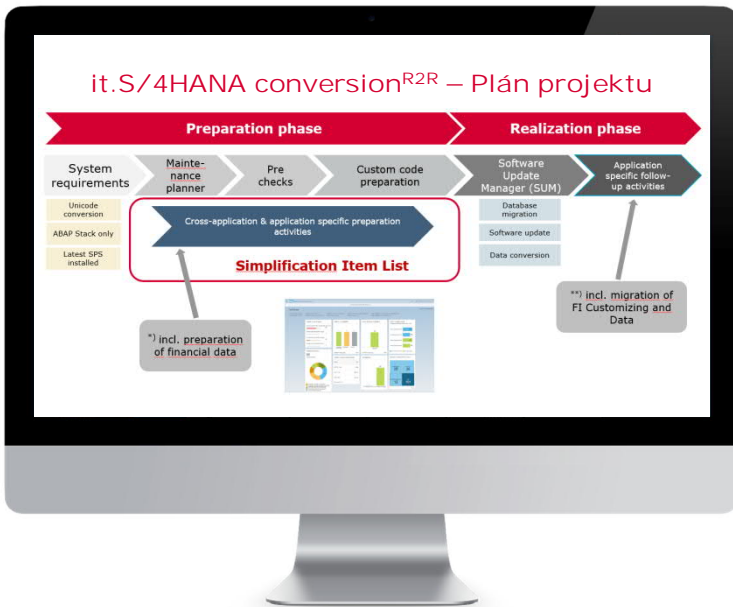 it.S/4HANA conversionR2R – Plán projektu
Preparation phase
Realization phase
System
requirements
Mainte-
nance
planner
Pre
checks
Custom code
preparation
Software
Update
Manager (SUM)
Application
specific follow-
up activities
Unicode
conversion
ABAP Stack only
Latest SPS
installed
Cross-application & application specific preparation
activities
Simplification Item List
Database
migration
Software update
Data conversion
*) incl. preparation
of financial data
**) incl. migration of
FI Customizing and
Data